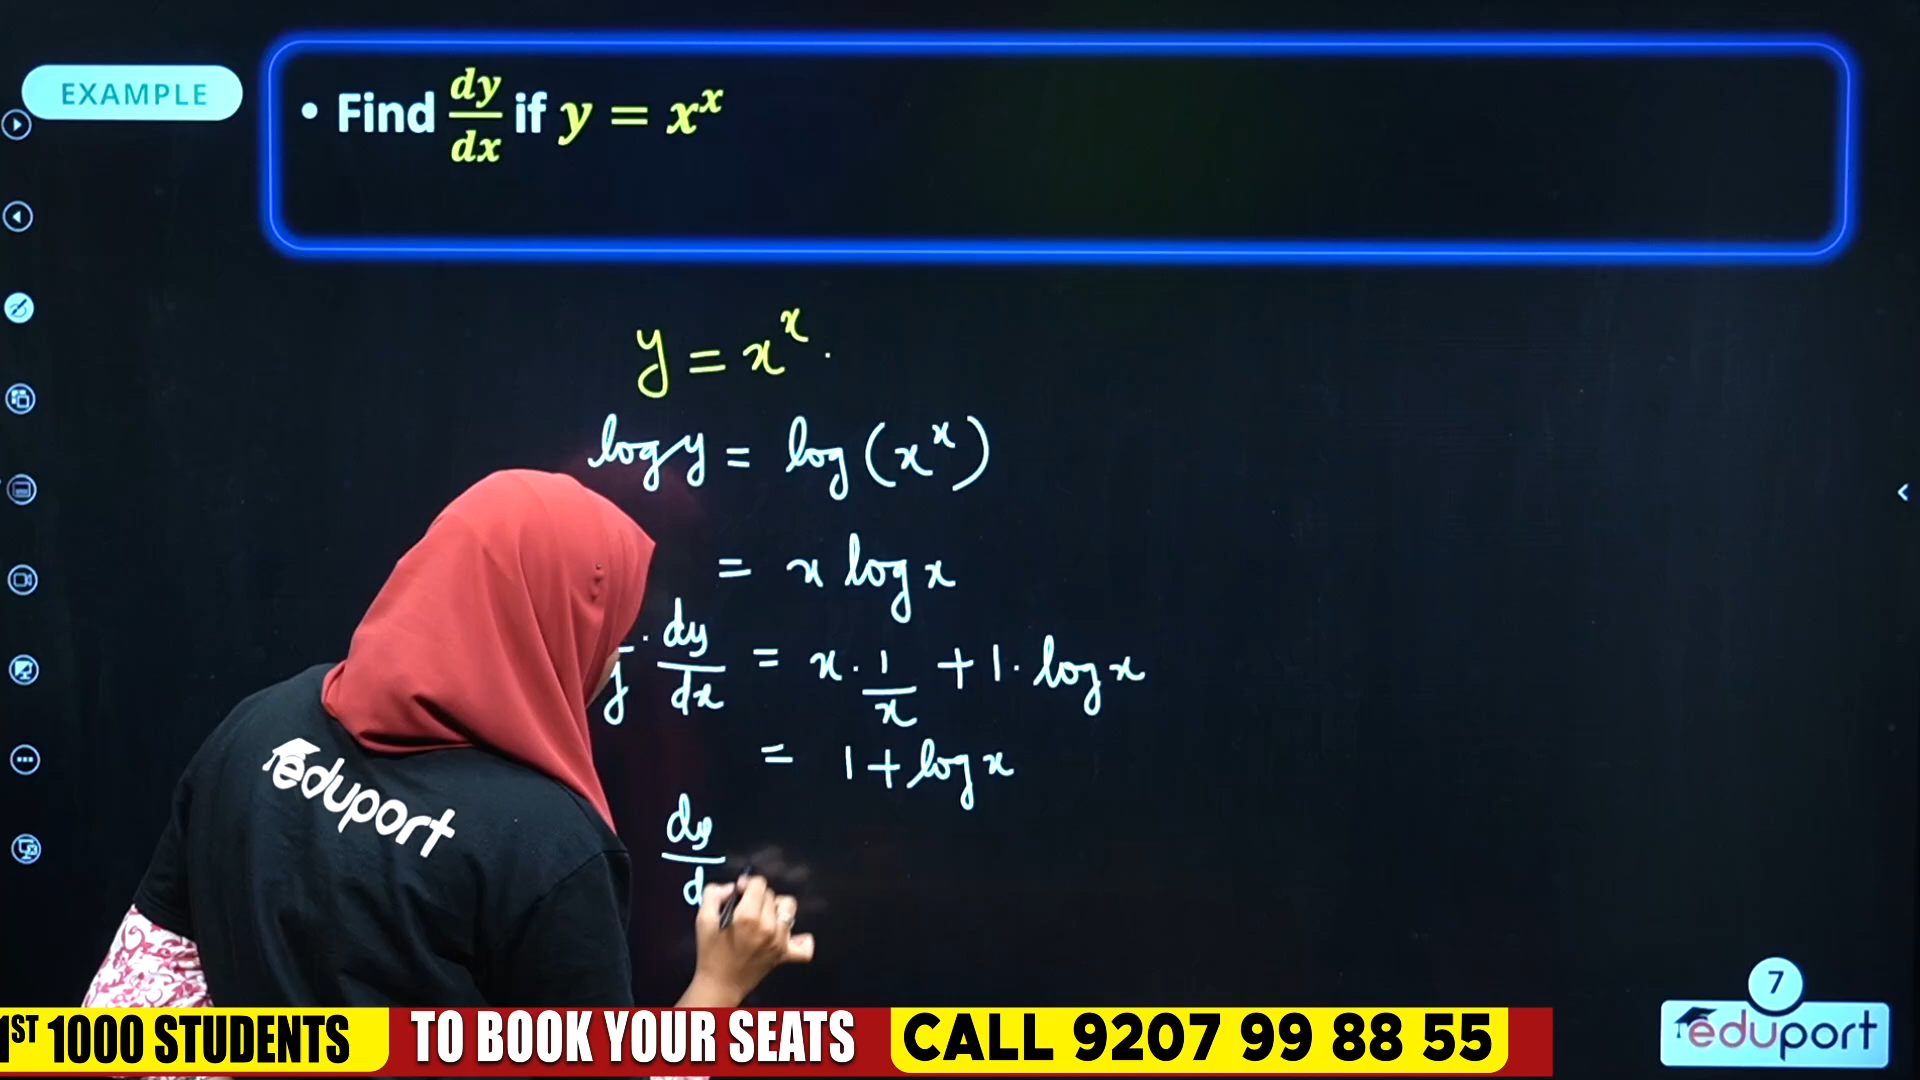 EXAMPLE
• Find dy/dx if y = x^x
y = x^x .
log y = log (x^x)
= x log x
· dy/dx = x · 1/x + 1 · log x
= 1 + log x
dy/d
eduport
7
1ST 1000 STUDENTS
TO BOOK YOUR SEATS
CALL 9207 99 88 55
eduport